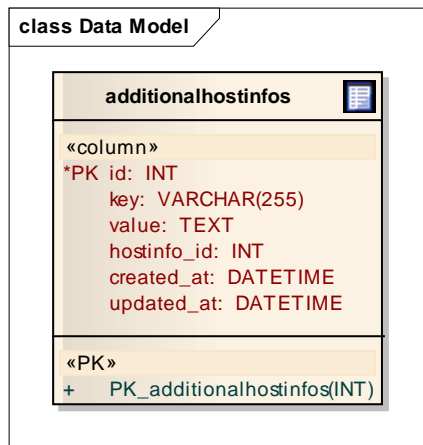 class Data Model
additionalhostinfos
«column»
*PK id: INT
key: VARCHAR(255)
value: TEXT
hostinfo_id: INT
created_at: DATETIME
updated_at: DATETIME
«PK»
+ PK_additionalhostinfos(INT)